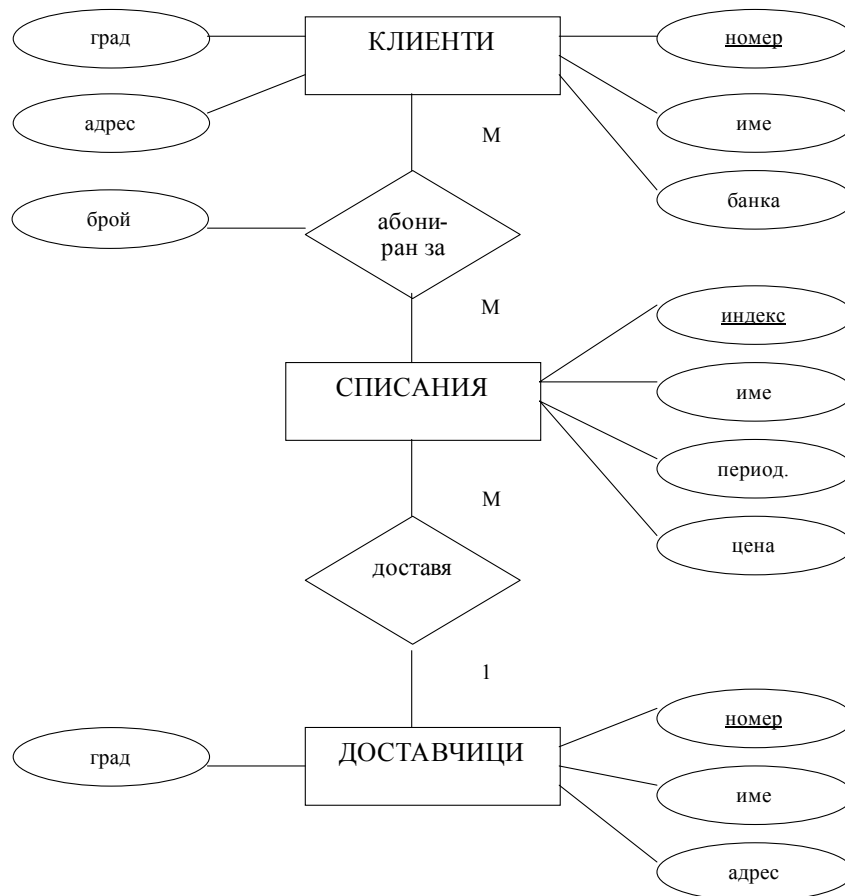 град
КЛИЕНТИ
номер
адрес
име
М
банка
брой
абони-
ран за
М
индекс
СПИСАНИЯ
име
период.
М
цена
доставя
1
номер
град
ДОСТАВЧИЦИ
име
адрес